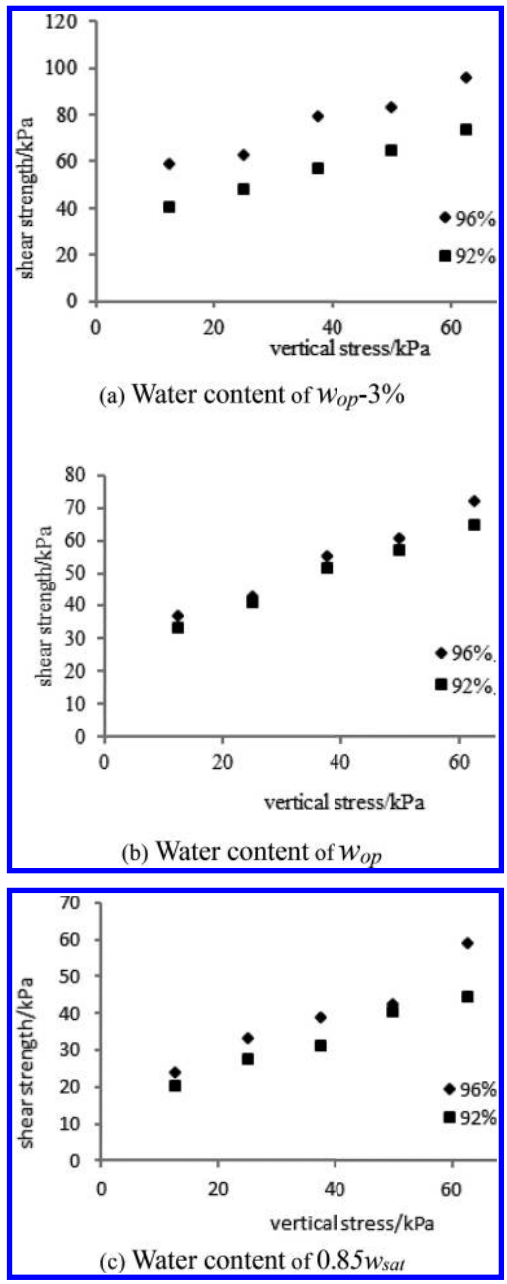 120
100
80
60
40
20
0
shear strength/kPa
96%
92%
0 20 40 60
vertical stress/kPa
(a) Water content of wop-3%
80
70
60
50
40
30
20
10
0
shear strength/kPa
96%.
92%.
0 20 40 60
vertical stress/kPa
(b) Water content of wop
70
60
50
40
30
20
10
0
shear strength/kPa
96%
92%
0 20 40 60
vertical stress/kPa
(c) Water content of 0.85wsat